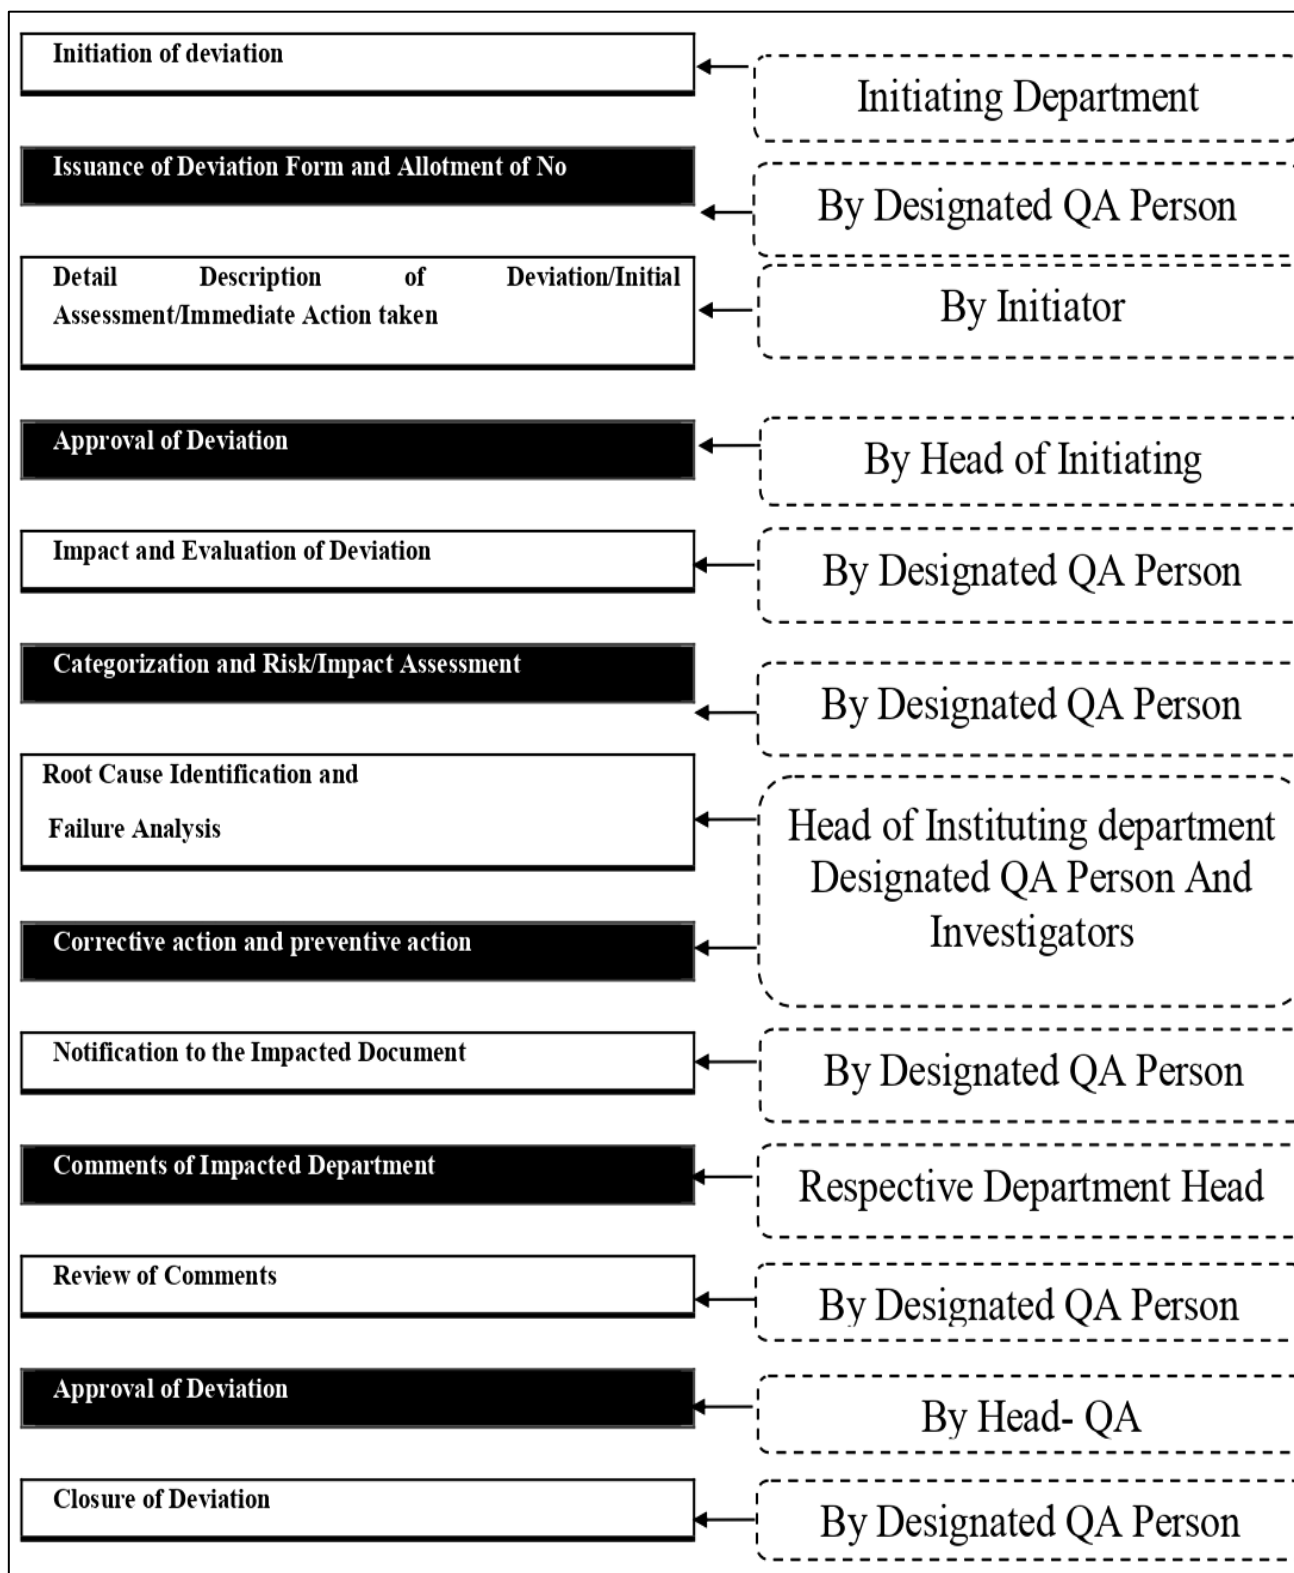 Initiation of deviation
Initiating Department
Issuance of Deviation Form and Allotment of No
By Designated QA Person
Detail Description of Deviation/Initial
Assessment/Immediate Action taken
By Initiator
Approval of Deviation
By Head of Initiating
Impact and Evaluation of Deviation
By Designated QA Person
Categorization and Risk/Impact Assessment
By Designated QA Person
Root Cause Identification and
Failure Analysis
Head of Instituting department
Designated QA Person And
Investigators
Corrective action and preventive action
Notification to the Impacted Document
By Designated QA Person
Comments of Impacted Department
Respective Department Head
Review of Comments
By Designated QA Person
Approval of Deviation
By Head- QA
Closure of Deviation
By Designated QA Person